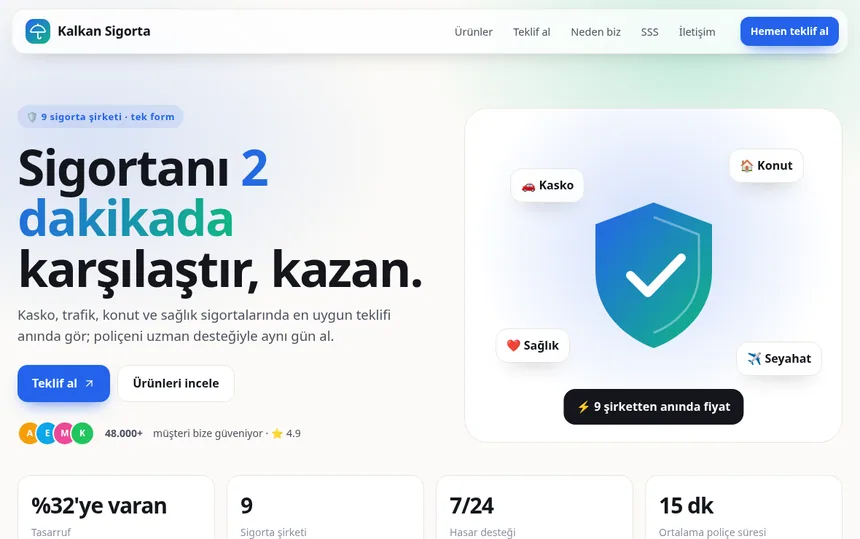 Kalkan Sigorta
Ürünler
Teklif al
Neden biz
SSS
İletişim
Hemen teklif al
9 sigorta şirketi · tek form
Sigortanı 2
dakikada
karşılaştır, kazan.
Kasko, trafik, konut ve sağlık sigortalarında en uygun teklifi
anında gör; poliçeni uzman desteğiyle aynı gün al.
Teklif al
Ürünleri incele
A E M K
48.000+ müşteri bize güveniyor · ⭐ 4.9
🚗 Kasko
🏠 Konut
❤️ Sağlık
✈️ Seyahat
⚡ 9 şirketten anında fiyat
%32'ye varan
Tasarruf
9
Sigorta şirketi
7/24
Hasar desteği
15 dk
Ortalama poliçe süresi